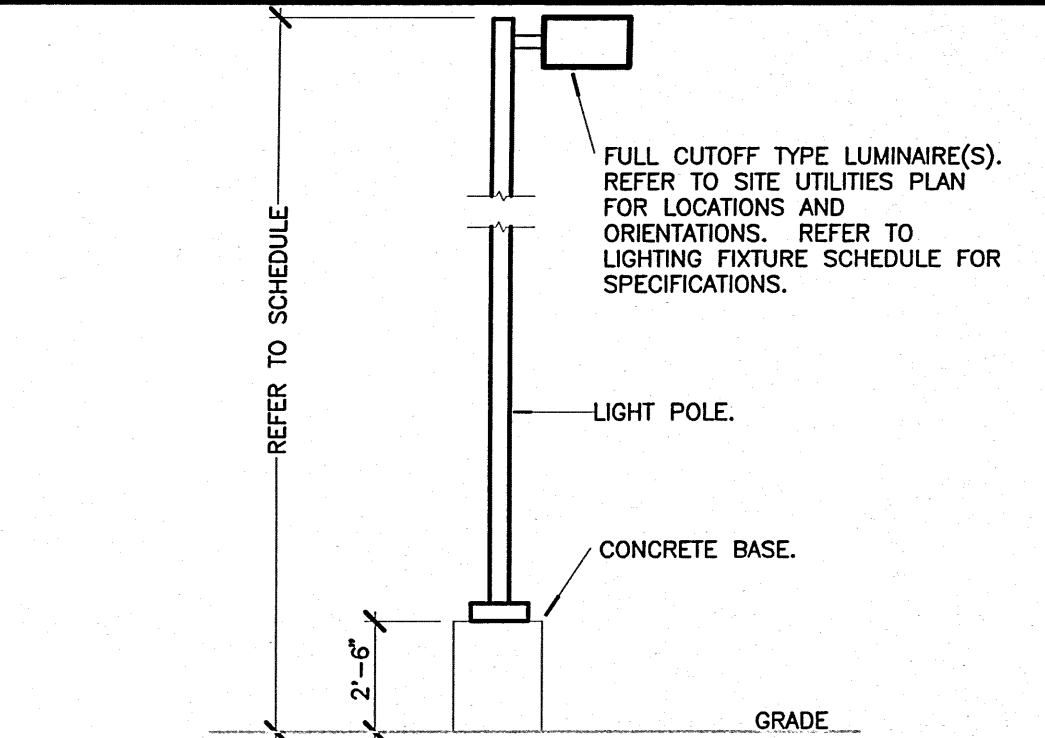 FULL CUTOFF TYPE LUMINAIRE(S).
REFER TO SITE UTILITIES PLAN
FOR LOCATIONS AND
ORIENTATIONS. REFER TO
LIGHTING FIXTURE SCHEDULE FOR
SPECIFICATIONS.
REFER TO SCHEDULE
LIGHT POLE.
CONCRETE BASE.
2'-6"
GRADE